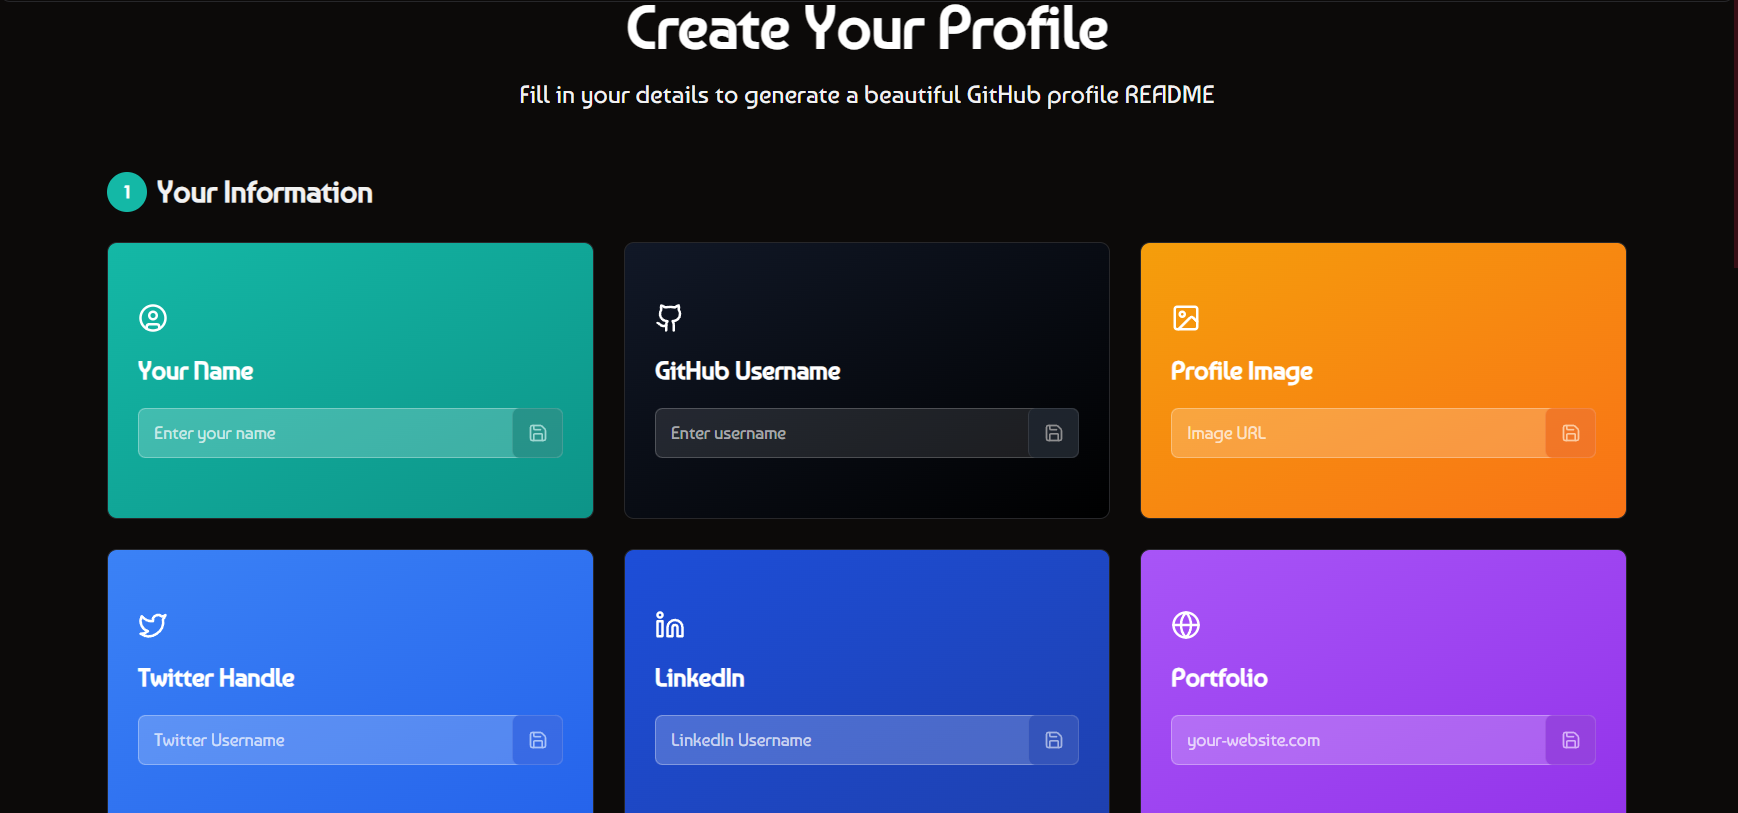 Create Your Profile
Fill in your details to generate a beautiful GitHub profile README
1 Your Information
Your Name
Enter your name
GitHub Username
Enter username
Profile Image
Image URL
Twitter Handle
Twitter Username
LinkedIn
LinkedIn Username
Portfolio
your-website.com